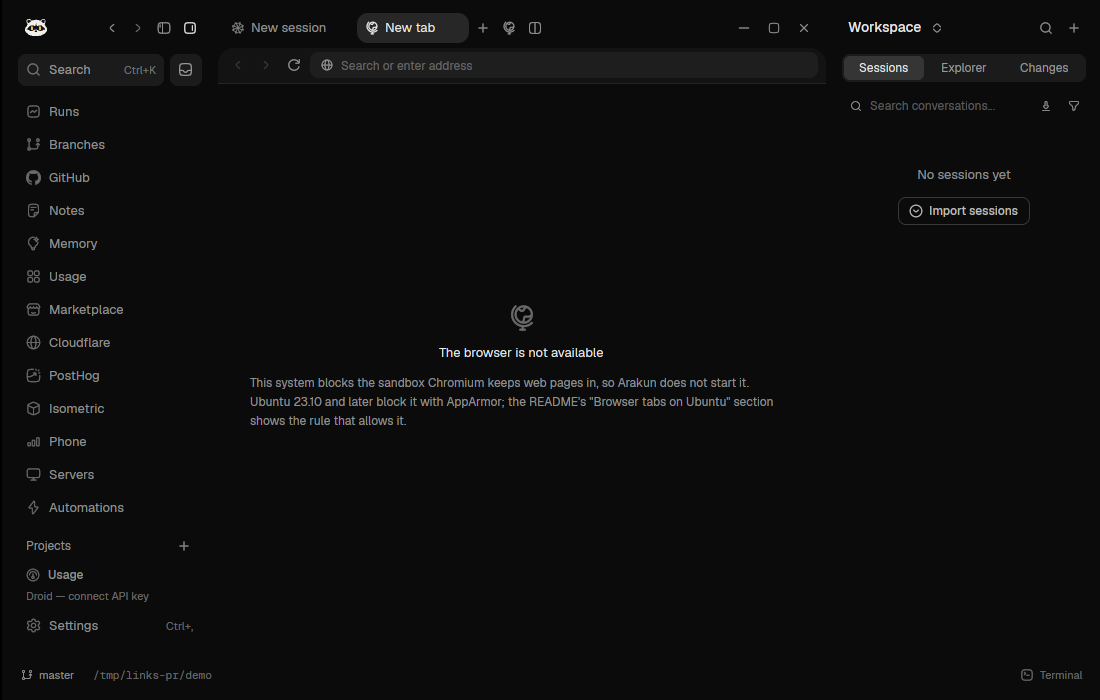 New session
New tab
Workspace
Search Ctrl+K
Search or enter address
Sessions Explorer Changes
Search conversations...
Runs
Branches
GitHub
Notes
Memory
Usage
Marketplace
Cloudflare
PostHog
Isometric
Phone
Servers
Automations
Projects
Usage
Droid — connect API key
Settings Ctrl+,
The browser is not available
This system blocks the sandbox Chromium keeps web pages in, so Arakun does not start it.
Ubuntu 23.10 and later block it with AppArmor; the README's "Browser tabs on Ubuntu" section
shows the rule that allows it.
No sessions yet
Import sessions
master /tmp/links-pr/demo
Terminal